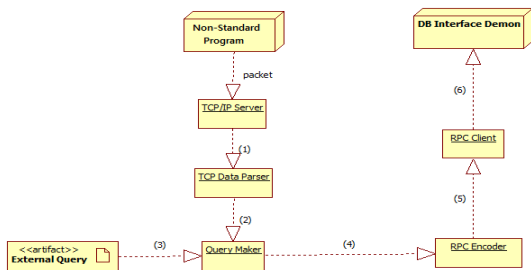 Non-Standard
Program
DB Interface Demon
packet
(6)
TCP/IP Server
(1)
RPC Client
TCP Data Parser
(5)
(2)
<<artifact>>
External Query
(3)
Query Maker
(4)
RPC Encoder